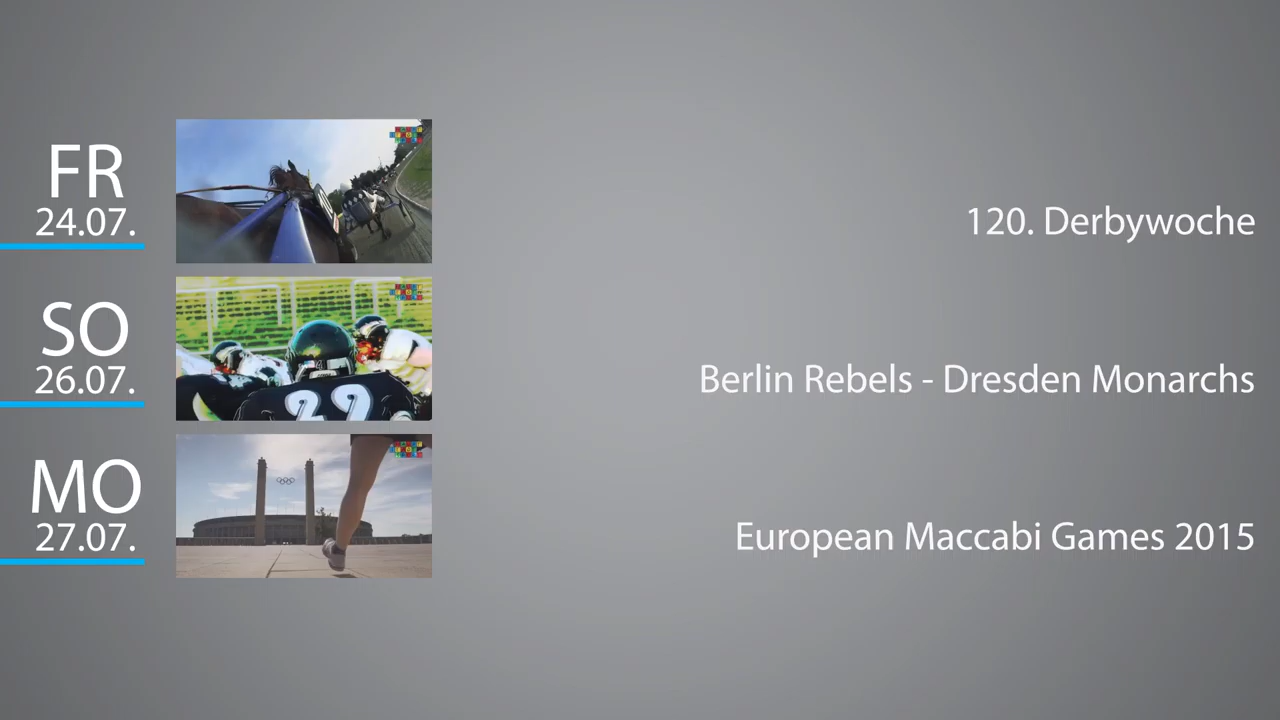 FR
24.07.
120. Derbywoche
SO
26.07.
29
Berlin Rebels - Dresden Monarchs
MO
27.07.
European Maccabi Games 2015